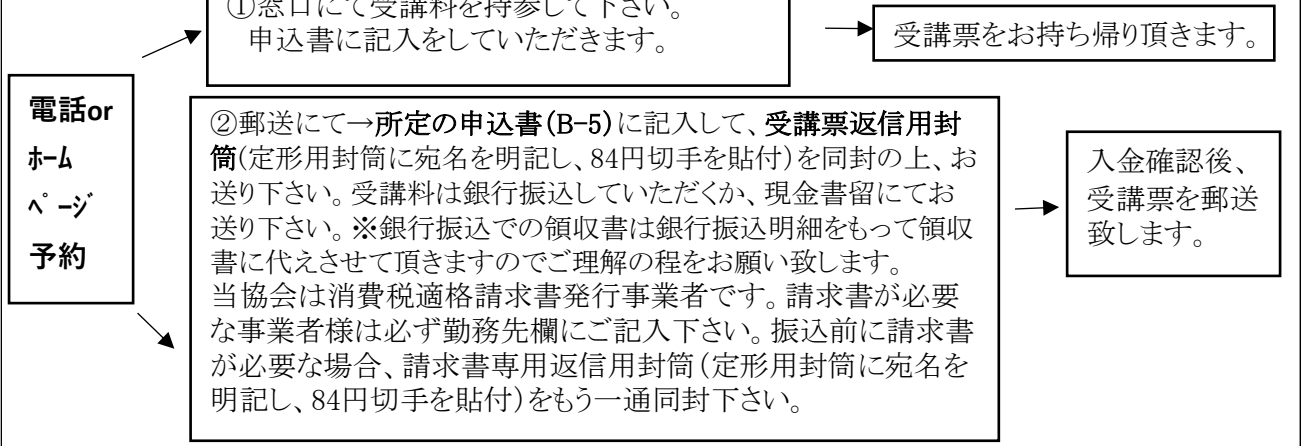 ①窓口にて受講料を持参して下さい。
申込書に記入をしていただきます。
受講票をお持ち帰り頂きます。
電話or
ﾎｰﾑ
ﾍﾟｰｼﾞ
予約
②郵送にて→所定の申込書(B-5)に記入して、受講票返信用封
筒(定形用封筒に宛名を明記し、84円切手を貼付)を同封の上、お
送り下さい。受講料は銀行振込していただくか、現金書留にてお
送り下さい。※銀行振込での領収書は銀行振込明細をもって領収
書に代えさせて頂きますのでご理解の程をお願い致します。
当協会は消費税適格請求書発行事業者です。請求書が必要
な事業者様は必ず勤務先欄にご記入下さい。振込前に請求書
が必要な場合、請求書専用返信用封筒(定形用封筒に宛名を
明記し、84円切手を貼付)をもう一通同封下さい。
入金確認後、
受講票を郵送
致します。